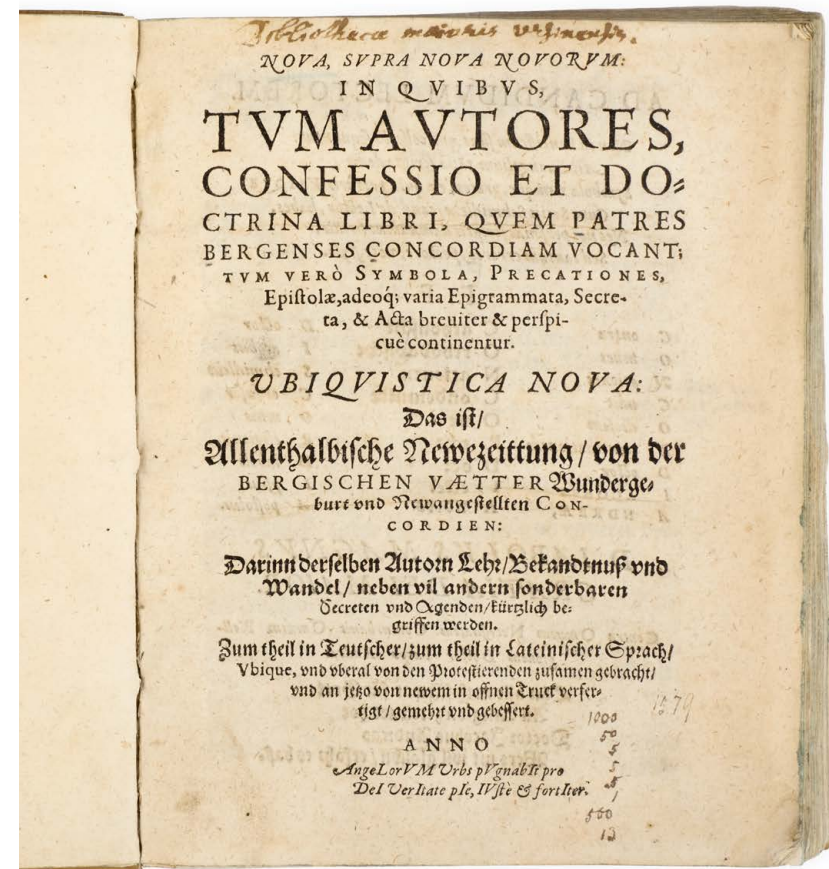 Bibliothecæ maioris Ursinensis.
NOVA, SVPRA NOVA NOVORVM:
IN QVIBVS,
TVM AVTORES,
CONFESSIO ET DO-
CTRINA LIBRI, QVEM PATRES
BERGENSES CONCORDIAM VOCANT;
TVM VERÒ SYMBOLA, PRECATIONES,
Epistolæ, adeoq́; varia Epigrammata, Secre-
ta, & Acta breuiter & perspi-
cuè continentur.
VBIQVISTICA NOVA:
Das ist/
Allenthalbische Newezeittung/ von der
BERGISCHEN VÆTTER Wunderge-
burt vnd Newangestellten CON-
CORDIEN:
Darinn derselben Autorn Lehr/ Bekandtnuß vnd
Wandel/ neben vil andern sonderbaren
Secreten vnd Agenden/ kürtzlich be-
griffen werden.
Zum theil in Teutscher/ zum theil in Lateinischer Sprach/
Vbique, vnd vberal von den Protestierenden zusamen gebracht/
vnd an jetzo von newem in offnen Truck verfer-
tigt/ gemehrt vnd gebessert.
ANNO
AngeLorVM Vrbs pVgnabIt pro
DeI VerItate pIe, IVstè & fortIter.
1579
1000
50
5
5
5
1
500
13